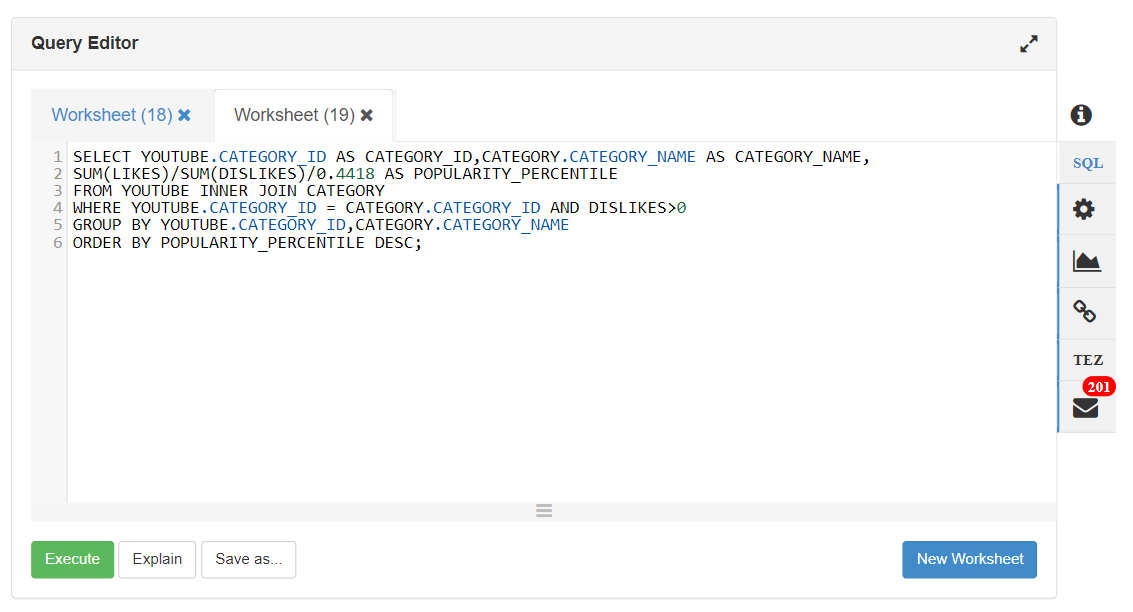 Query Editor
Worksheet (18) ✖
Worksheet (19) ✖
1 SELECT YOUTUBE.CATEGORY_ID AS CATEGORY_ID,CATEGORY.CATEGORY_NAME AS CATEGORY_NAME,
2 SUM(LIKES)/SUM(DISLIKES)/0.4418 AS POPULARITY_PERCENTILE
3 FROM YOUTUBE INNER JOIN CATEGORY
4 WHERE YOUTUBE.CATEGORY_ID = CATEGORY.CATEGORY_ID AND DISLIKES>0
5 GROUP BY YOUTUBE.CATEGORY_ID,CATEGORY.CATEGORY_NAME
6 ORDER BY POPULARITY_PERCENTILE DESC;
SQL
TEZ
201
Execute
Explain
Save as...
New Worksheet